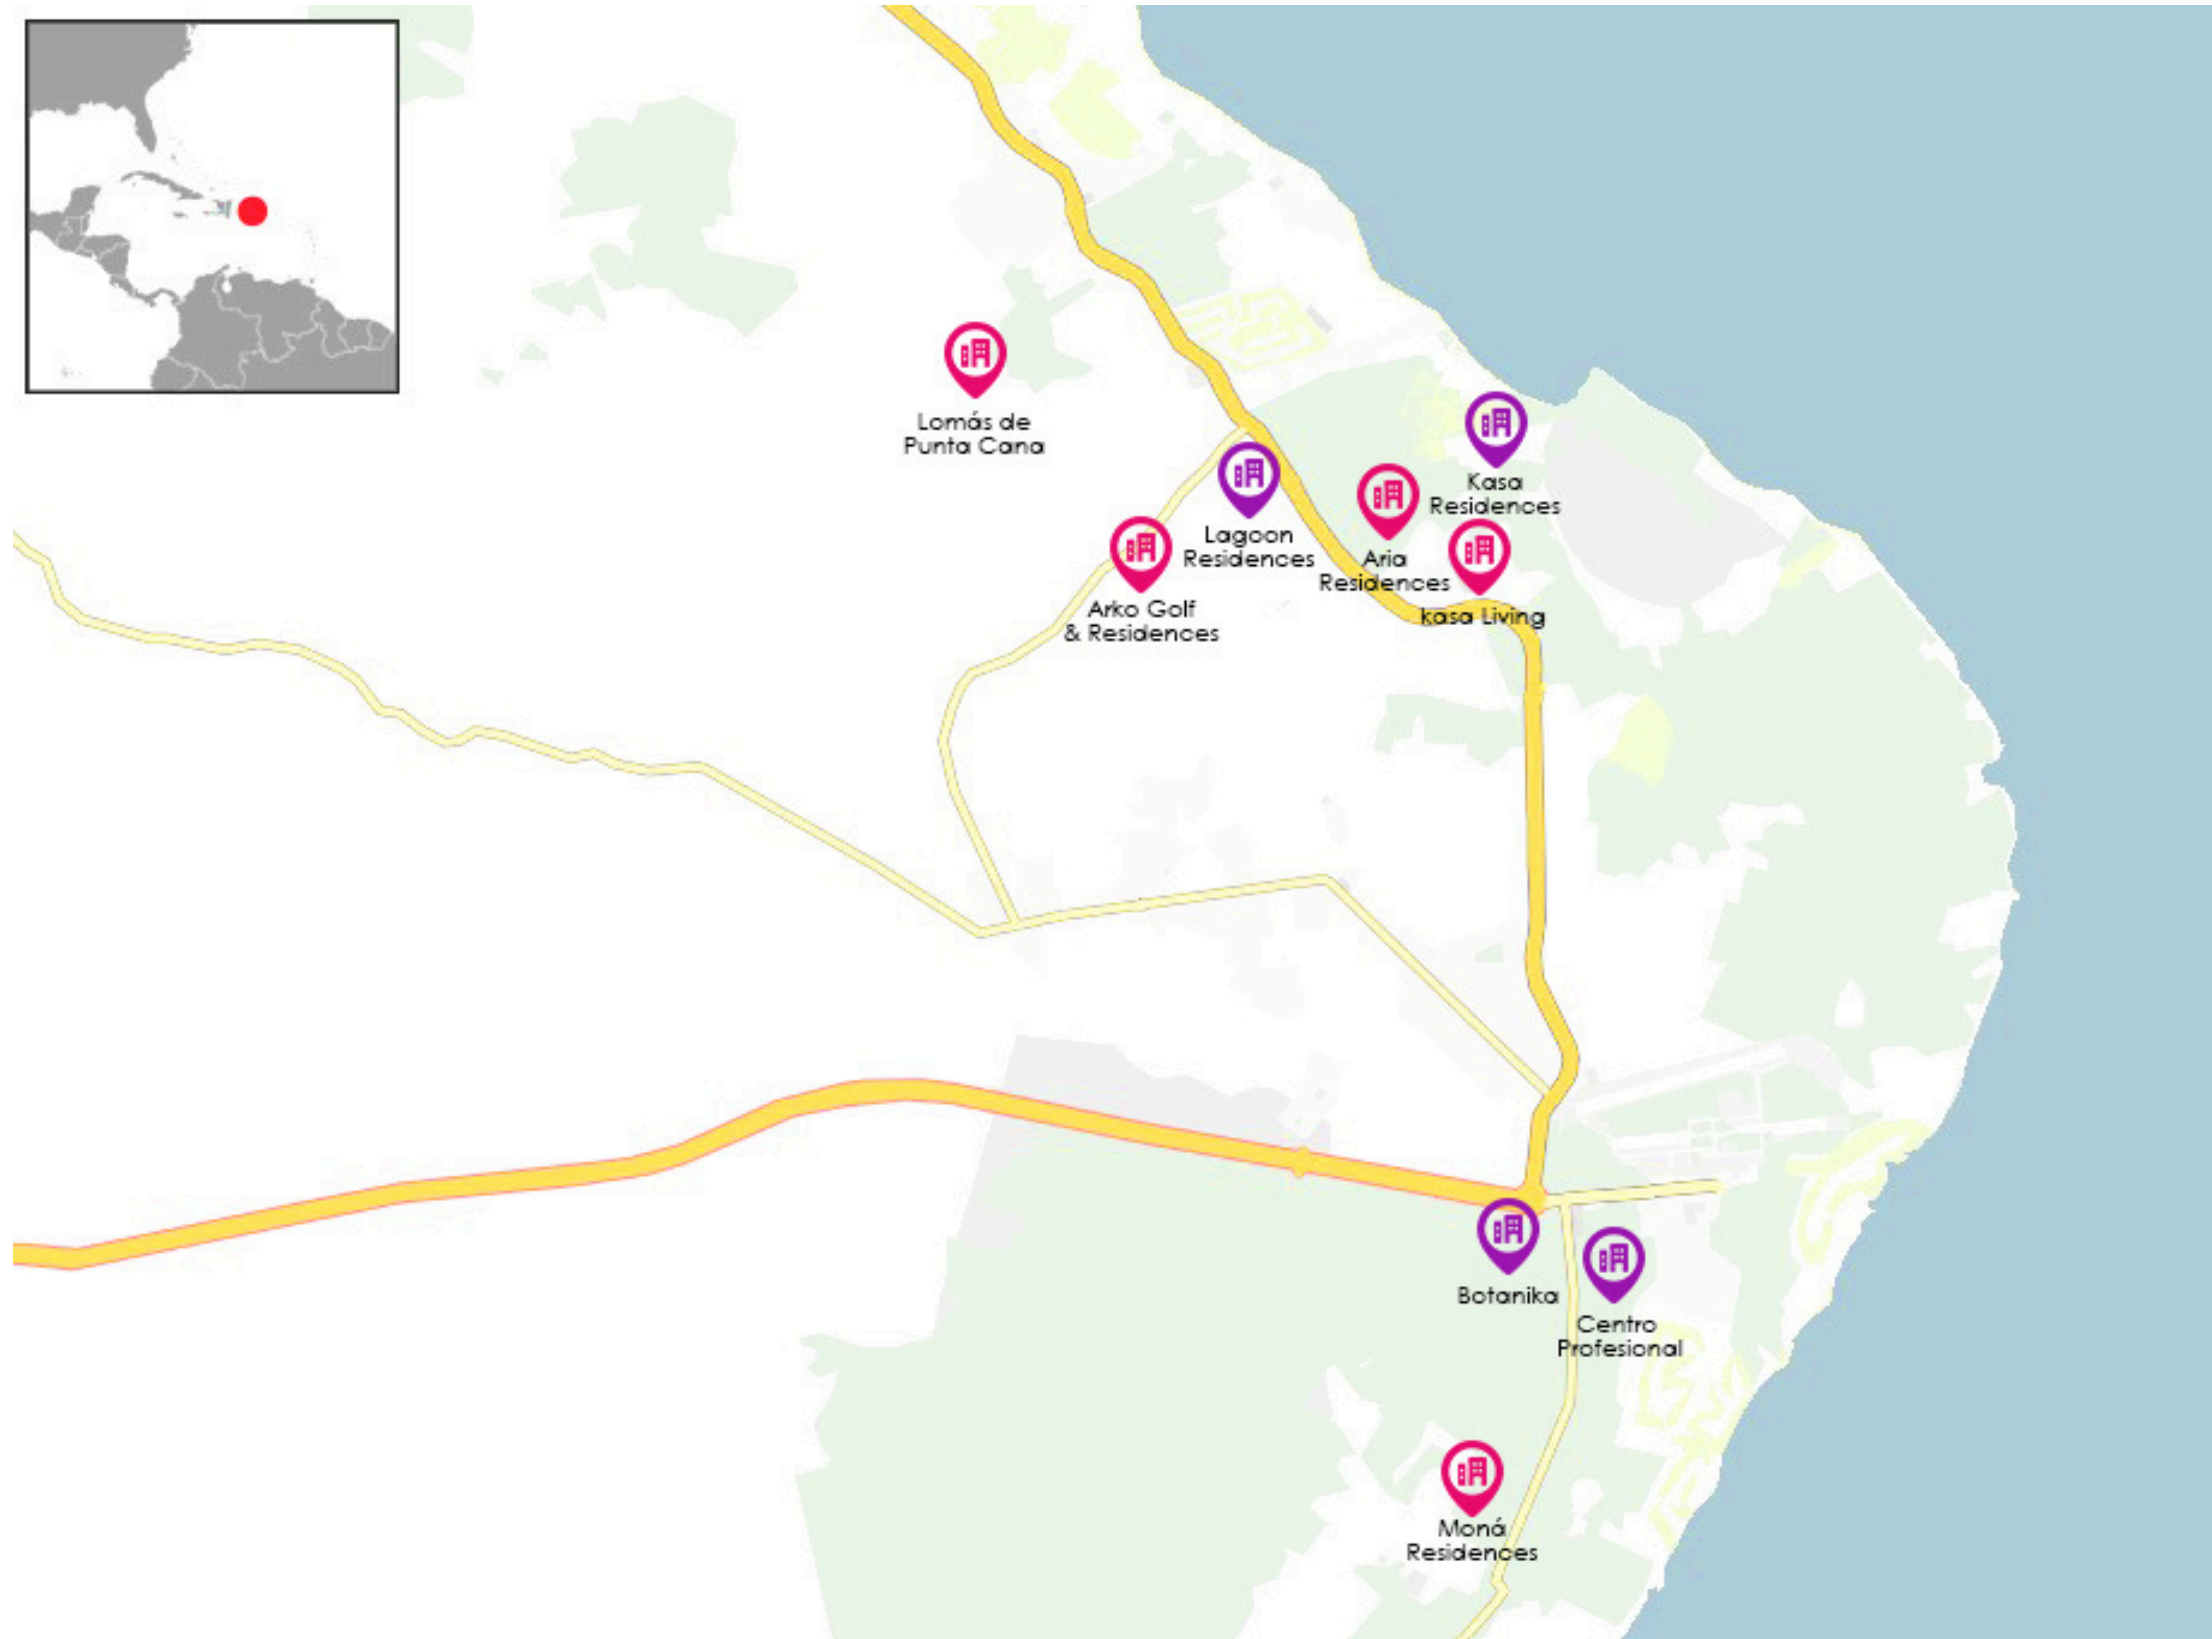 Lomás de
Punta Cana
Kasa
Residences
Lagoon
Residences
Aria
Residences
Arko Golf
& Residences
kasa Living
Botanika
Centro
Profesional
Moná
Residences